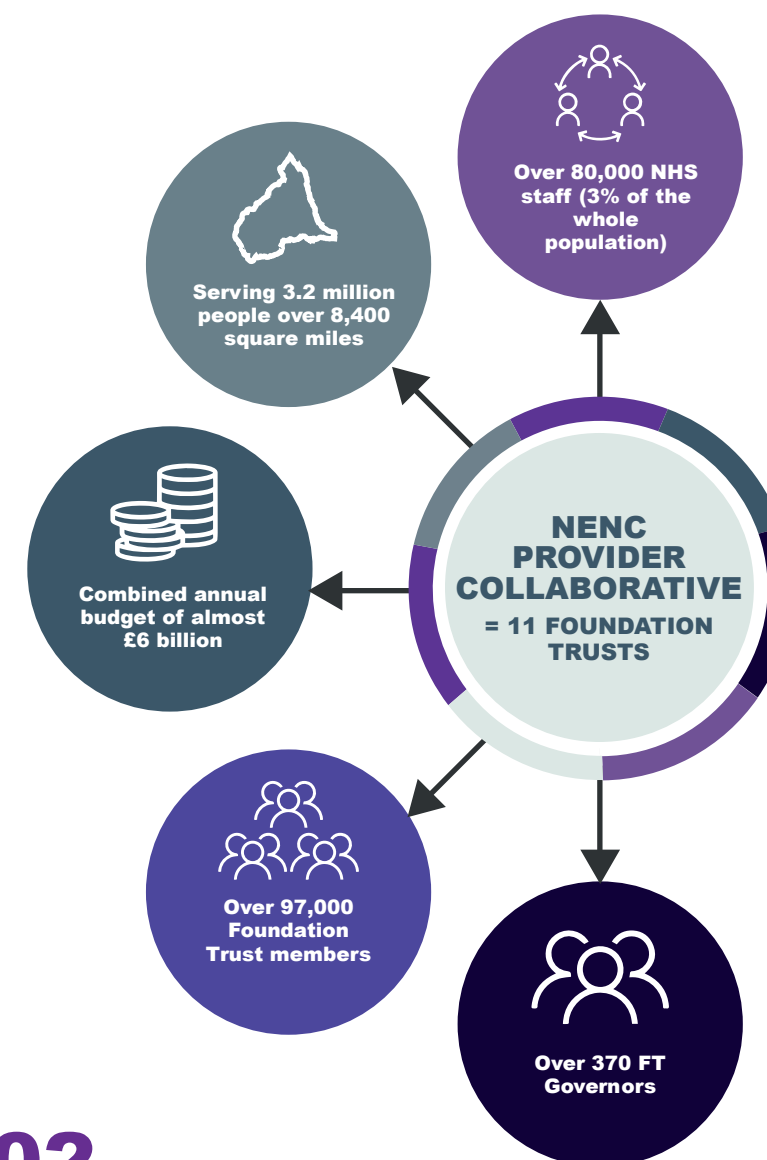 Over 80,000 NHS
staff (3% of the
whole
population)
Serving 3.2 million
people over 8,400
square miles
NENC
PROVIDER
COLLABORATIVE
= 11 FOUNDATION
TRUSTS
Combined annual
budget of almost
£6 billion
Over 97,000
Foundation
Trust members
Over 370 FT
Governors